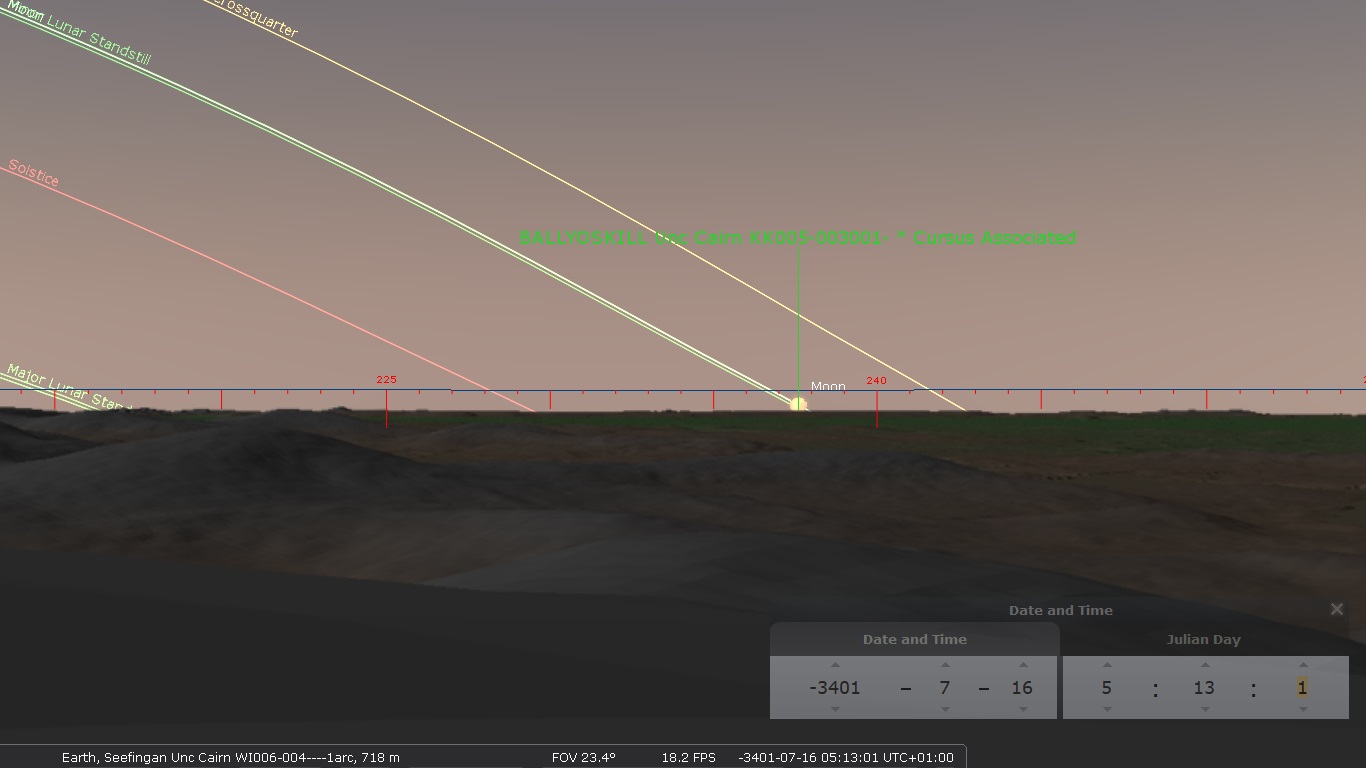 crossquarter
Moon
Lunar Standstill
Solstice
BALLYOSKILL Unc Cairn KK005-003001- * Cursus Associated
Major Lunar Stand
225
Moon
240
Date and Time
Date and Time
Julian Day
-3401 – 7 – 16 5 : 13 : 1
Earth, Seefingan Unc Cairn WI006-004----1arc, 718 m FOV 23.4° 18.2 FPS -3401-07-16 05:13:01 UTC+01:00